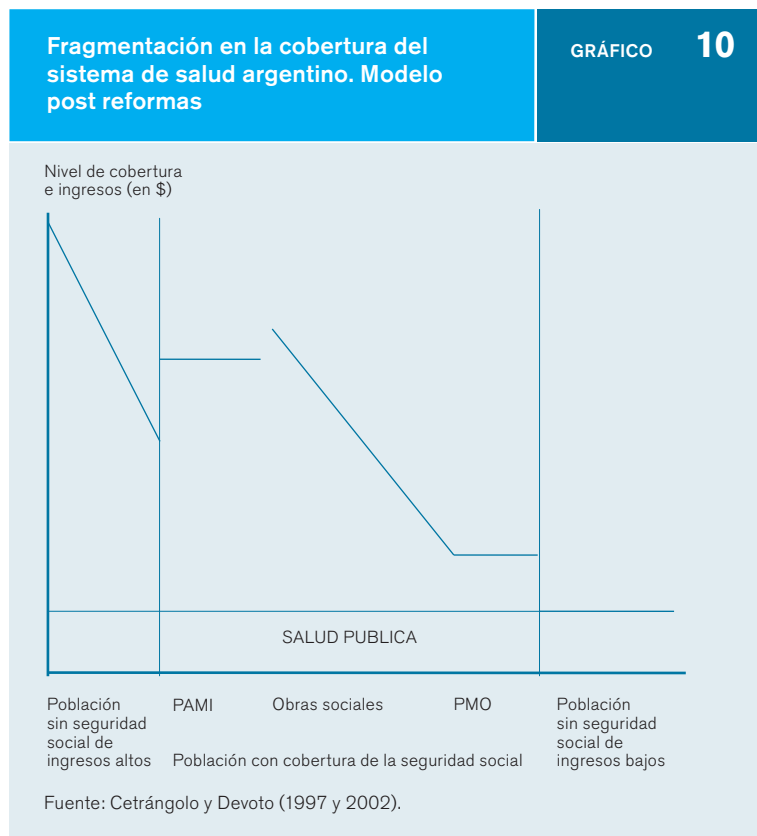 Fragmentación en la cobertura del
sistema de salud argentino. Modelo
post reformas
GRÁFICO 10
Nivel de cobertura
e ingresos (en $)
SALUD PUBLICA
Población
sin seguridad
social de
ingresos altos
PAMI
Obras sociales
PMO
Población con cobertura de la seguridad social
Población
sin seguridad
social de
ingresos bajos
Fuente: Cetrángolo y Devoto (1997 y 2002).